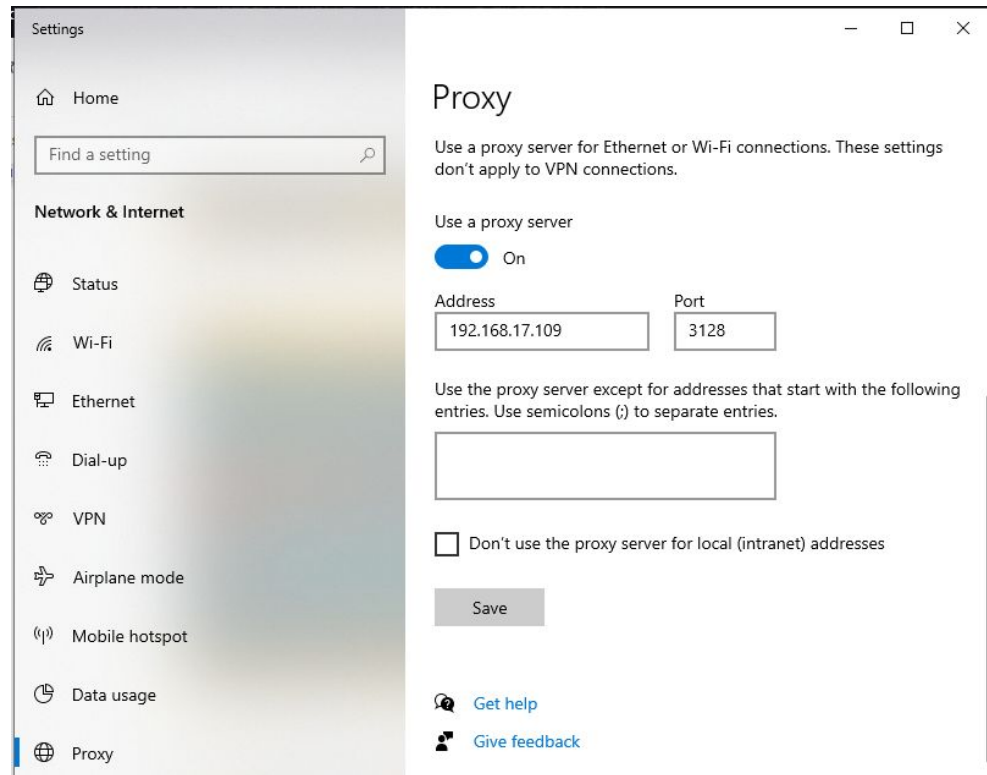 Settings
Home
Find a setting
Network & Internet
Status
Wi-Fi
Ethernet
Dial-up
VPN
Airplane mode
Mobile hotspot
Data usage
Proxy
Proxy
Use a proxy server for Ethernet or Wi-Fi connections. These settings
don't apply to VPN connections.
Use a proxy server
On
Address
Port
192.168.17.109
3128
Use the proxy server except for addresses that start with the following
entries. Use semicolons (;) to separate entries.
Don't use the proxy server for local (intranet) addresses
Save
Get help
Give feedback